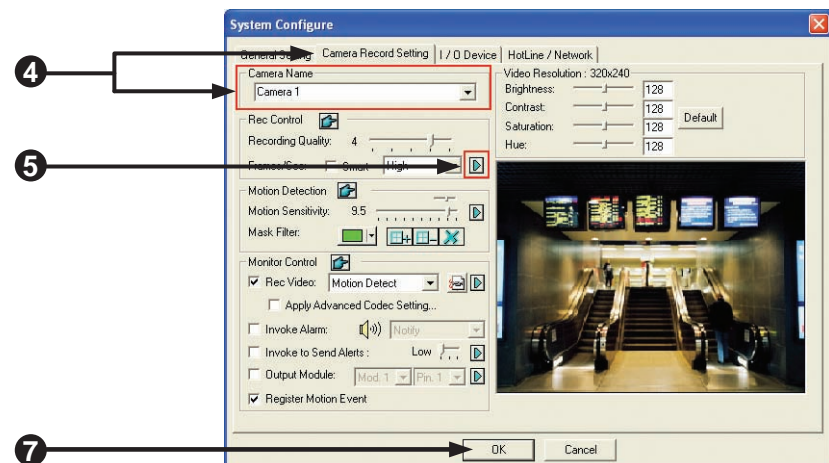 System Configure
General Setting Camera Record Setting I / O Device HotLine / Network
4
Camera Name
Camera 1
Rec Control
Recording Quality: 4
5
Frames/Sec: Smart High
Motion Detection
Motion Sensitivity: 9.5
Mask Filter:
Monitor Control
Rec Video: Motion Detect
Apply Advanced Codec Setting...
Invoke Alarm: Notify
Invoke to Send Alerts : Low
Output Module: Mod. 1 Pin. 1
Register Motion Event
Video Resolution : 320x240
Brightness: 128
Contrast: 128
Saturation: 128
Hue: 128
Default
7
OK Cancel